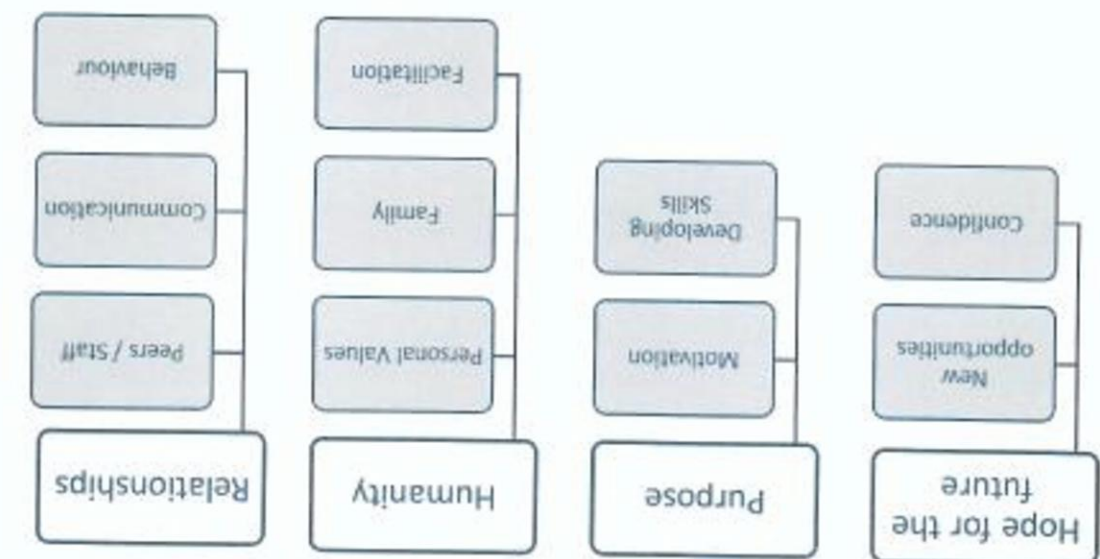 Hope for the
future
New
opportunities
Confidence
Purpose
Motivation
Developing
Skills
Humanity
Personal Values
Family
Facilitation
Relationships
Peers / Staff
Communication
Behaviour